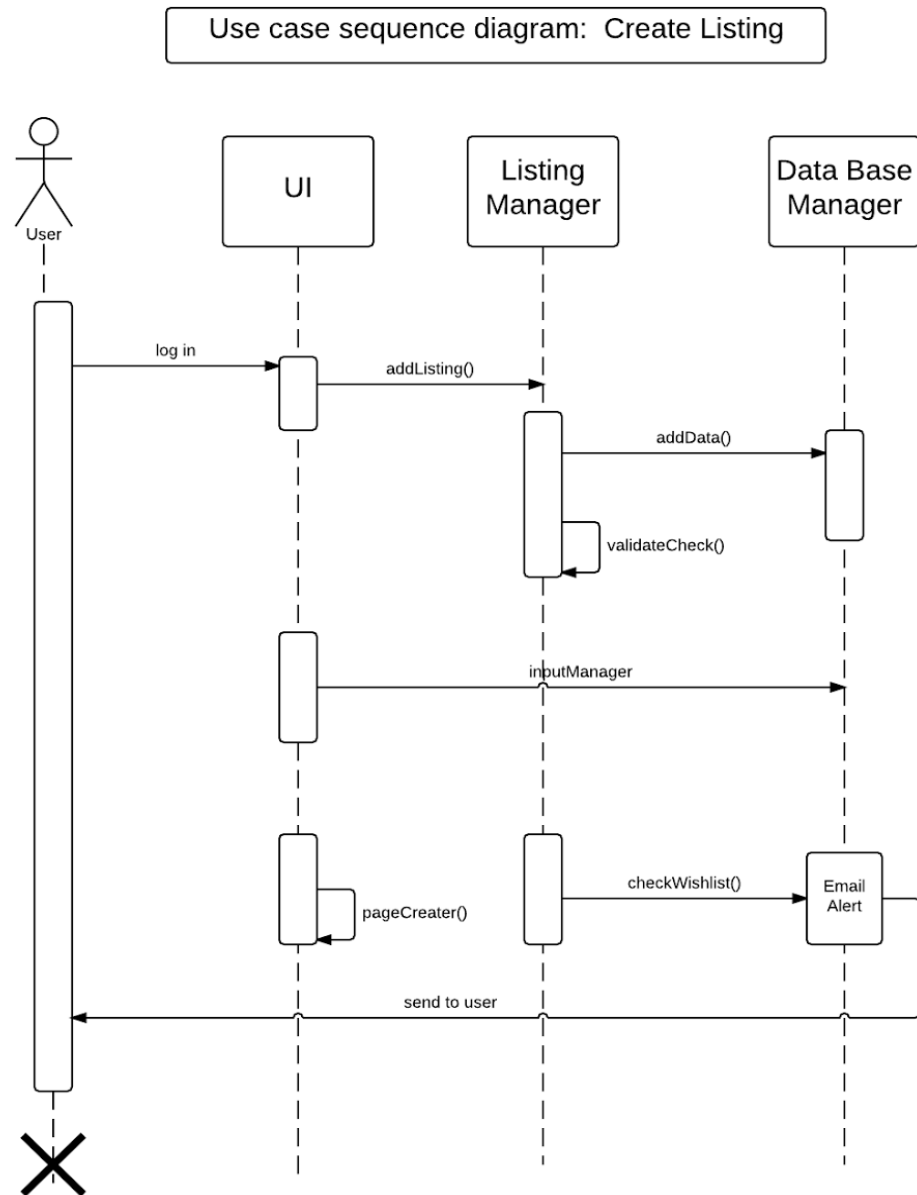 Use case sequence diagram:  Create Listing
User
UI
Listing
Manager
Data Base
Manager
log in
addListing()
addData()
validateCheck()
inputManager
pageCreater()
checkWishlist()
Email
Alert
send to user